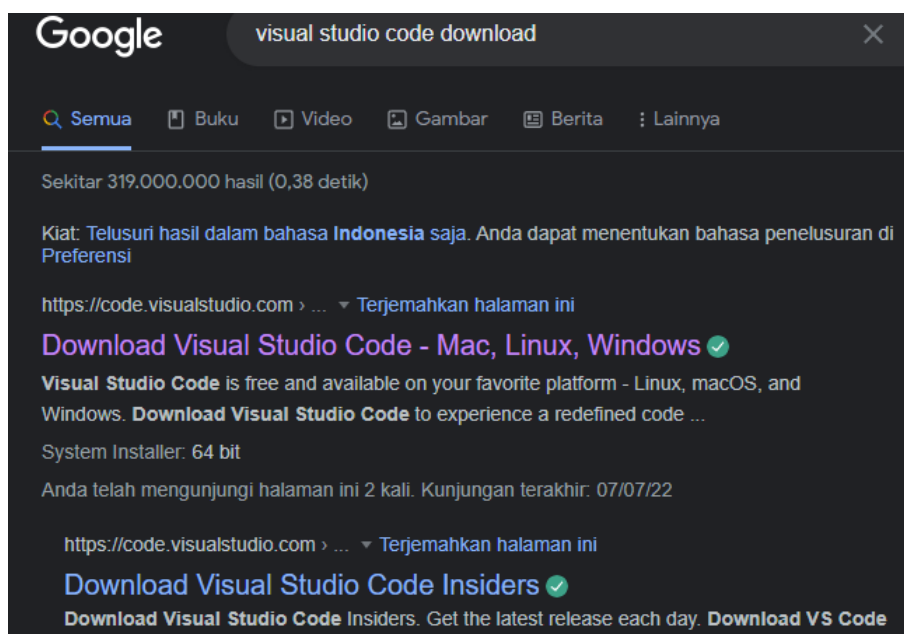 Google visual studio code download
Semua Buku Video Gambar Berita Lainnya
Sekitar 319.000.000 hasil (0,38 detik)
Kiat: Telusuri hasil dalam bahasa Indonesia saja. Anda dapat menentukan bahasa penelusuran di
Preferensi
https://code.visualstudio.com › ... Terjemahkan halaman ini
Download Visual Studio Code - Mac, Linux, Windows
Visual Studio Code is free and available on your favorite platform - Linux, macOS, and
Windows. Download Visual Studio Code to experience a redefined code ...
System Installer: 64 bit
Anda telah mengunjungi halaman ini 2 kali. Kunjungan terakhir: 07/07/22
https://code.visualstudio.com › ... Terjemahkan halaman ini
Download Visual Studio Code Insiders
Download Visual Studio Code Insiders. Get the latest release each day. Download VS Code